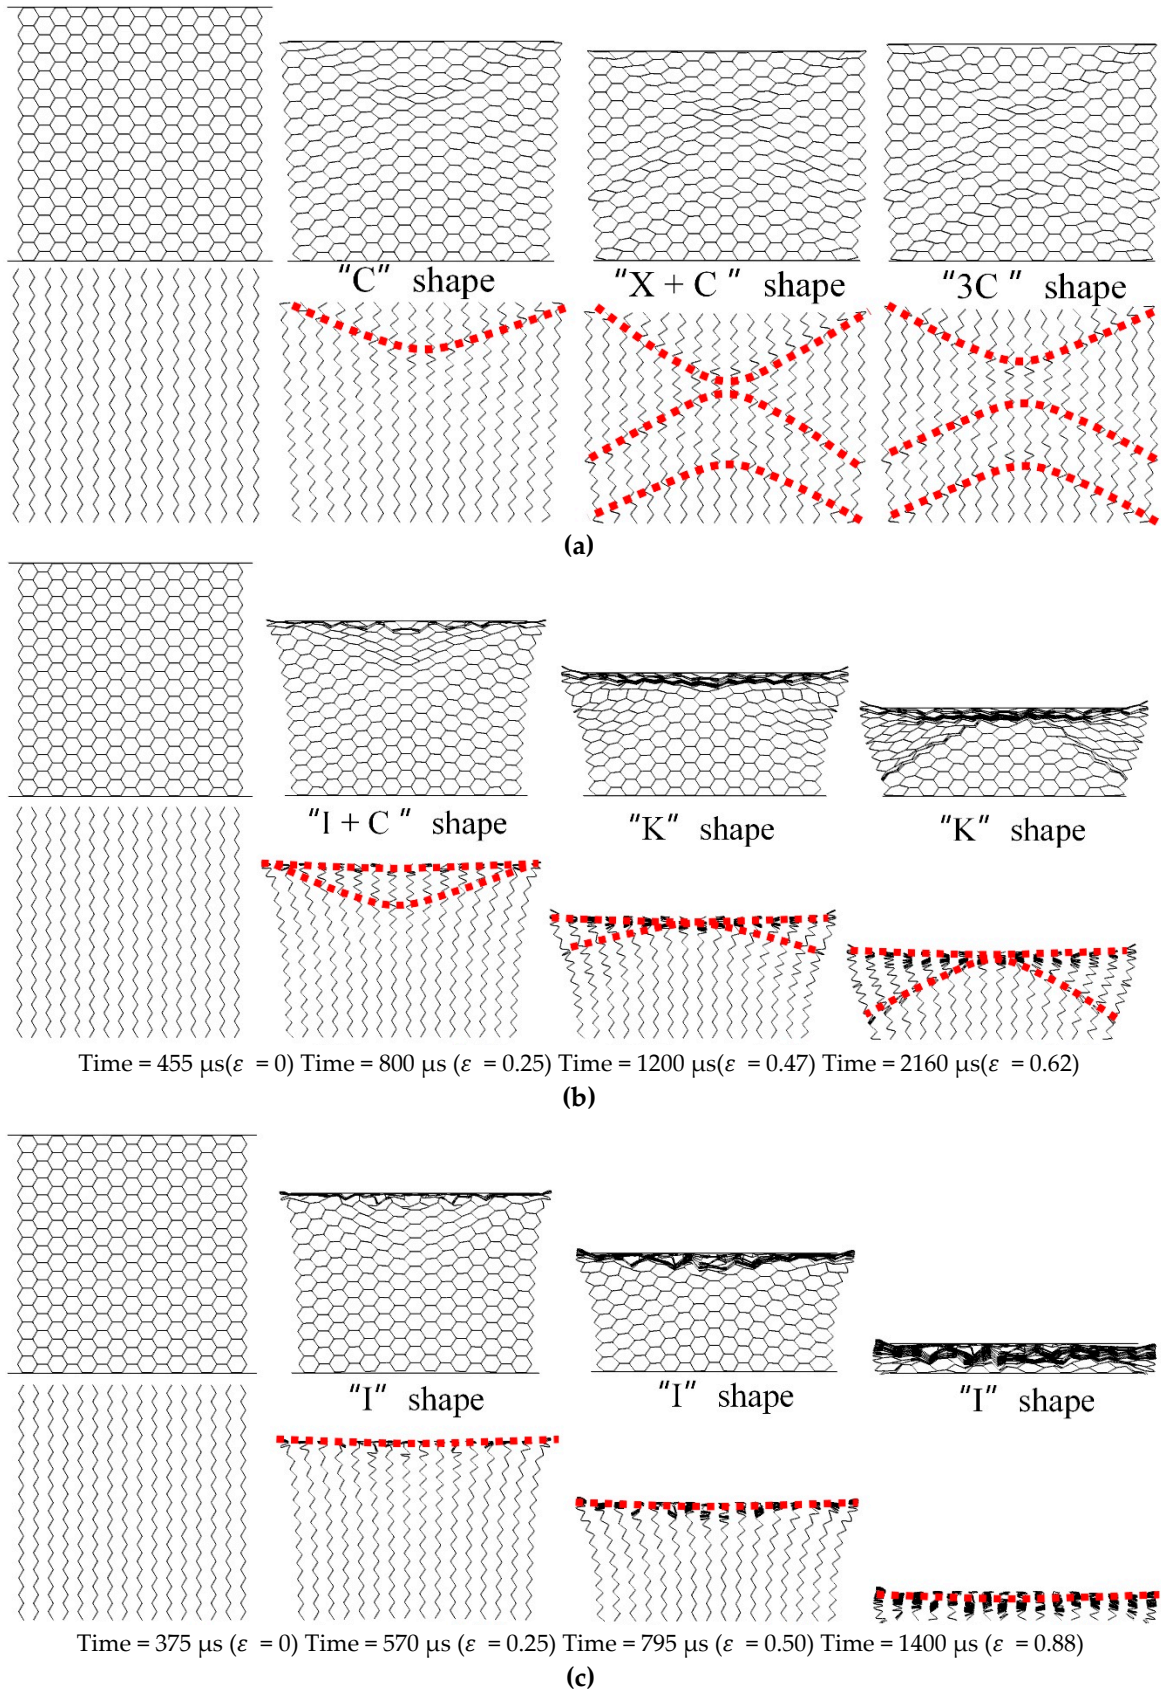 "C" shape "X + C " shape "3C " shape
(a)
"I + C " shape "K" shape "K" shape
Time = 455 μs(ε = 0) Time = 800 μs (ε = 0.25) Time = 1200 μs(ε = 0.47) Time = 2160 μs(ε = 0.62)
(b)
"I" shape "I" shape "I" shape
Time = 375 μs (ε = 0) Time = 570 μs (ε = 0.25) Time = 795 μs (ε = 0.50) Time = 1400 μs (ε = 0.88)
(c)